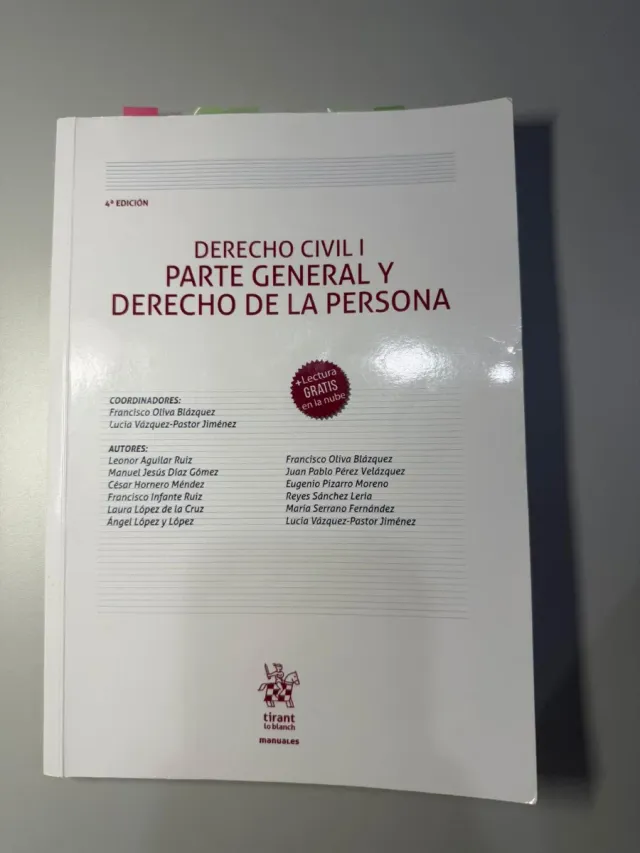 4ª EDICIÓN
DERECHO CIVIL I
PARTE GENERAL Y
DERECHO DE LA PERSONA
+Lectura
GRATIS
en la nube
COORDINADORES:
Francisco Oliva Blázquez
Lucía Vázquez-Pastor Jiménez
AUTORES:
Leonor Aguilar Ruiz
Manuel Jesús Díaz Gómez
César Hornero Méndez
Francisco Infante Ruiz
Laura López de la Cruz
Ángel López y López
Francisco Oliva Blázquez
Juan Pablo Pérez Velázquez
Eugenio Pizarro Moreno
Reyes Sánchez Lería
María Serrano Fernández
Lucía Vázquez-Pastor Jiménez
tirant
lo blanch
manuales